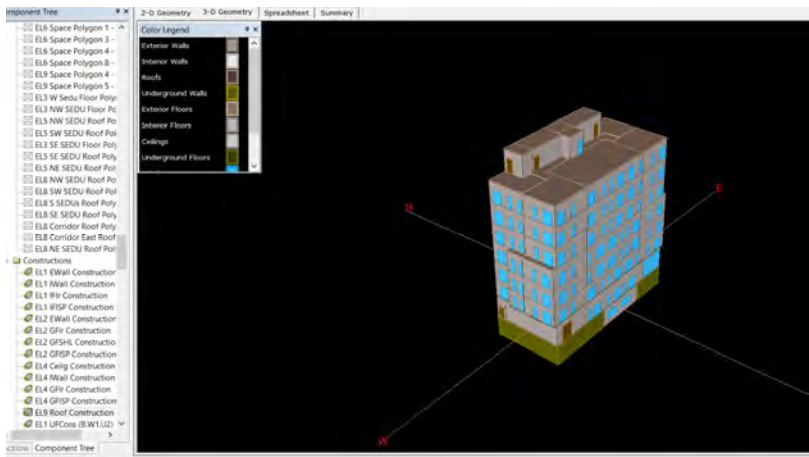 omponent Tree
EL6 Space Polygon 1 -
EL6 Space Polygon 3 -
EL6 Space Polygon 4 -
EL6 Space Polygon 8 -
EL9 Space Polygon 4 -
EL9 Space Polygon 5 -
EL3 W Sedu Floor Poly
EL3 NW SEDU Floor Pc
EL5 NW SEDU Roof Po
EL5 SW SEDU Roof Pol
EL3 SE SEDU Floor Poly
EL5 SE SEDU Roof Poly
EL5 NE SEDU Roof Pol
EL8 NW SEDU Roof Po
EL8 SW SEDU Roof Pol
EL8 S SEDUs Roof Poly
EL8 SE SEDU Roof Poly
EL8 Corridor Roof Poly
EL8 Corridor East Roof
EL8 NE SEDU Roof Pol
Constructions
EL1 EWall Construction
EL1 IWall Construction
EL1 IFlr Construction
EL1 IFISP Construction
EL2 EWall Construction
EL2 GFlr Construction
EL2 GFSHL Constructio
EL2 GFISP Construction
EL4 Ceilg Construction
EL4 IWall Construction
EL4 GFlr Construction
EL4 GFISP Construction
EL9 Roof Construction
EL1 UFCons (B.W1.U2)
ctions
Component Tree
2-D Geometry
3-D Geometry
Spreadsheet
Summary
Color Legend
Exterior Walls
Interior Walls
Roofs
Underground Walls
Exterior Floors
Interior Floors
Ceilings
Underground Floors
E
W